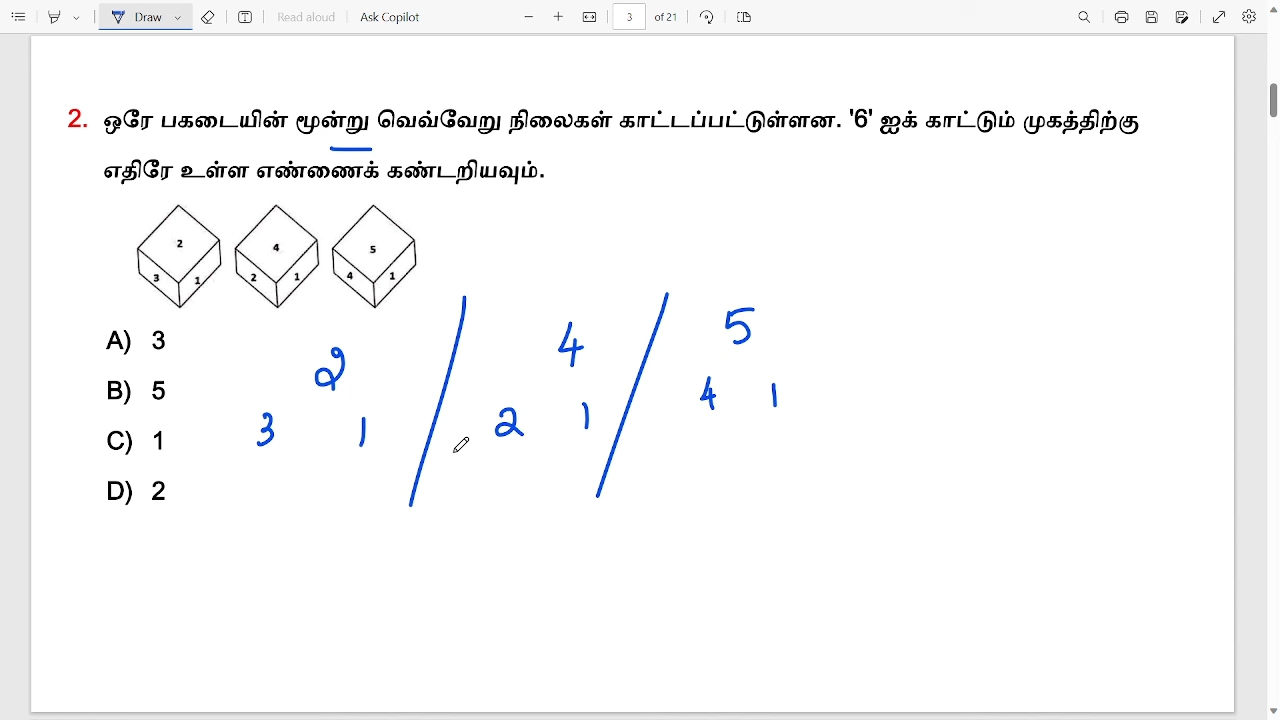 Draw
Read aloud
Ask Copilot
3 of 21
2. ஒரே பகடையின் மூன்று வெவ்வேறு நிலைகள் காட்டப்பட்டுள்ளன. '6' ஐக் காட்டும் முகத்திற்கு
எதிரே உள்ள எண்ணைக் கண்டறியவும்.
2 4 5
3 1 2 1 4 1
A) 3
B) 5
C) 1
D) 2
2 4 5
3 1 2 1 4 1